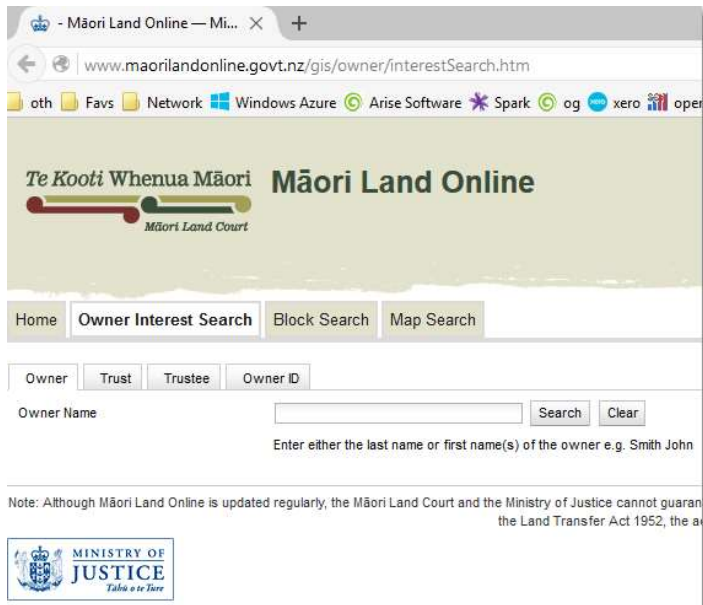 - Māori Land Online — Mi...
www.maorilandonline.govt.nz/gis/owner/interestSearch.htm
oth Favs Network Windows Azure Arise Software Spark og xero oper
Te Kooti Whenua Māori
Māori Land Court
Māori Land Online
Home Owner Interest Search Block Search Map Search
Owner Trust Trustee Owner ID
Owner Name Search Clear
Enter either the last name or first name(s) of the owner e.g. Smith John
Note: Although Māori Land Online is updated regularly, the Māori Land Court and the Ministry of Justice cannot guaran
the Land Transfer Act 1952, the a
MINISTRY OF
JUSTICE
Tāhū o te Ture